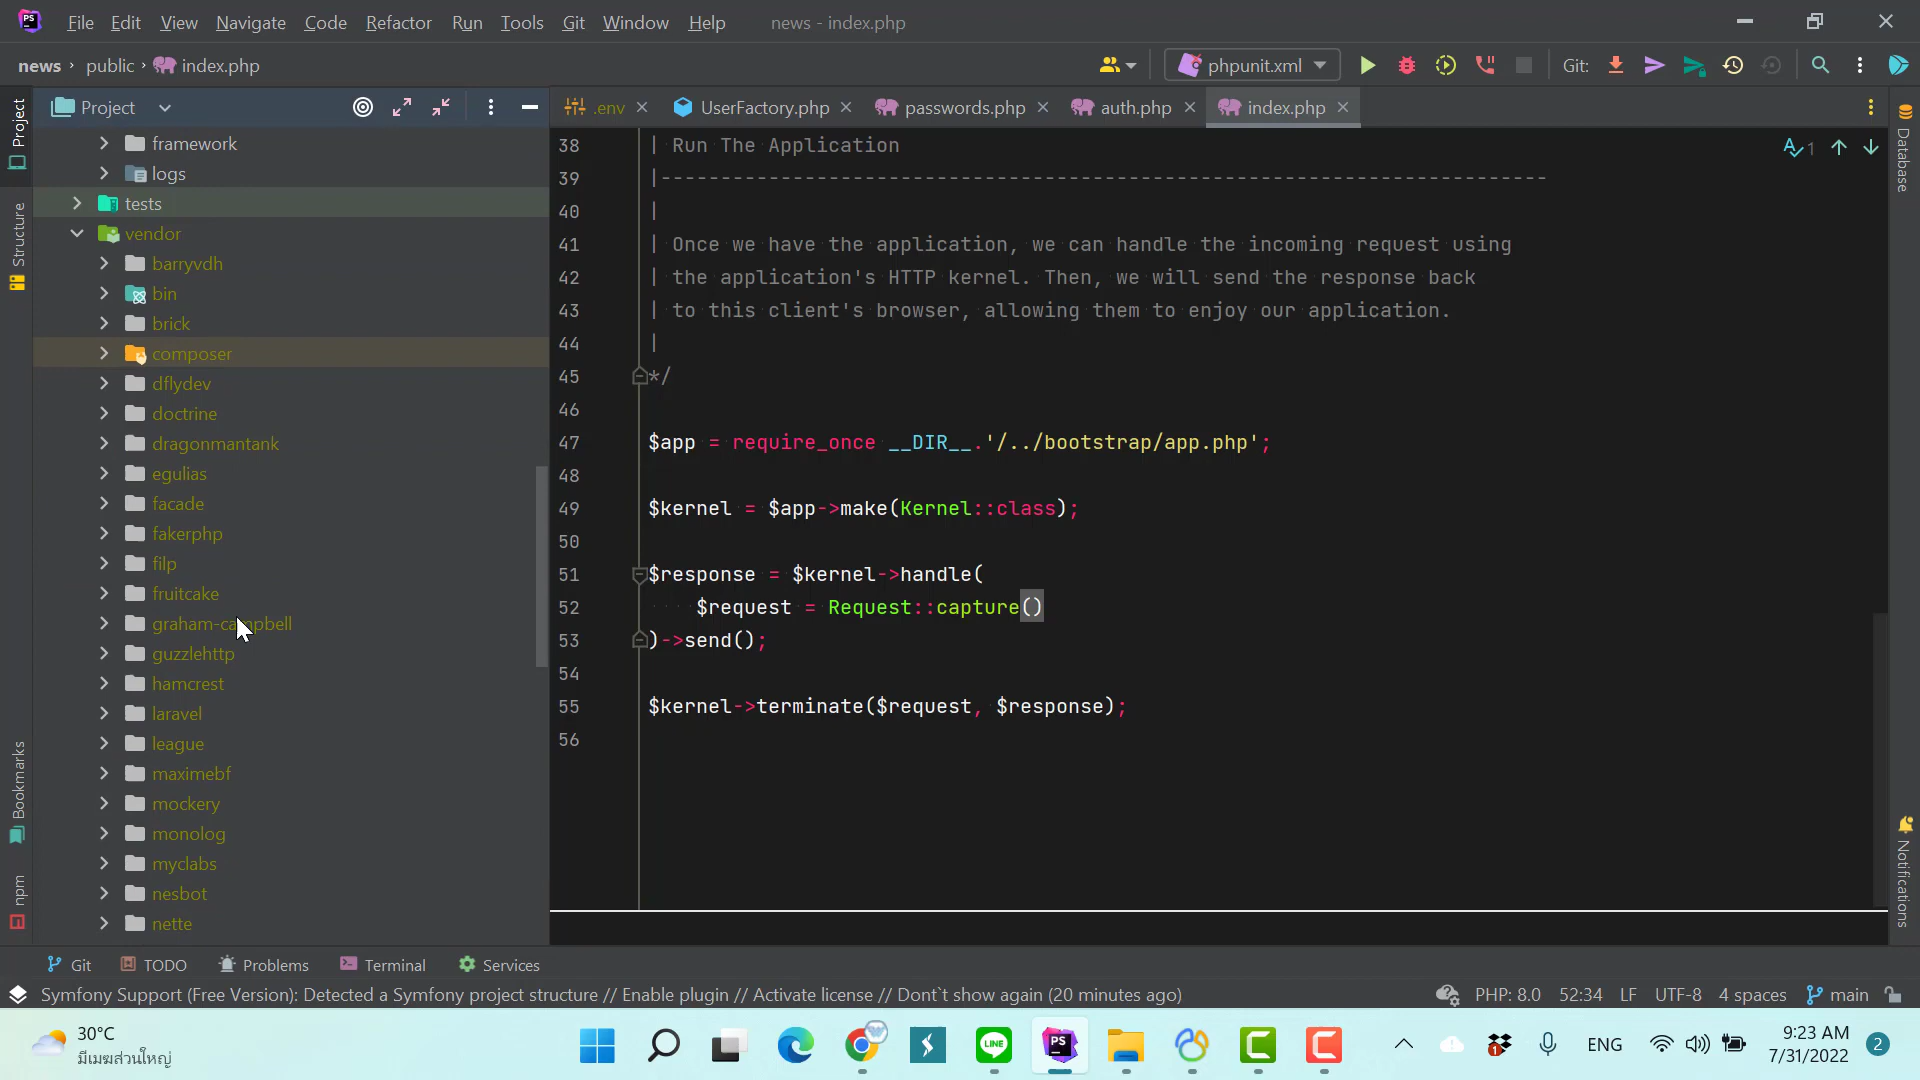 File Edit View Navigate Code Refactor Run Tools Git Window Help news - index.php
news public index.php
phpunit.xml Git:
Project
.env UserFactory.php passwords.php auth.php index.php
Project
Structure
Bookmarks
npm
framework
logs
tests
vendor
barryvdh
bin
brick
composer
dflydev
doctrine
dragonmantank
egulias
facade
fakerphp
filp
fruitcake
graham-campbell
guzzlehttp
hamcrest
laravel
league
maximebf
mockery
monolog
myclabs
nesbot
nette
38 | Run The Application
39 |--------------------------------------------------------------------------
40 |
41 | Once we have the application, we can handle the incoming request using
42 | the application's HTTP kernel. Then, we will send the response back
43 | to this client's browser, allowing them to enjoy our application.
44 |
45 */
46
47 $app = require_once __DIR__.'/../bootstrap/app.php';
48
49 $kernel = $app->make(Kernel::class);
50
51 $response = $kernel->handle(
52 $request = Request::capture()
53 )->send();
54
55 $kernel->terminate($request, $response);
56
1
Database
Notifications
Git TODO Problems Terminal Services
Symfony Support (Free Version): Detected a Symfony project structure // Enable plugin // Activate license // Dont`t show again (20 minutes ago) PHP: 8.0 52:34 LF UTF-8 4 spaces main
30°C
มีเมฆส่วนใหญ่
PS
LINE
1
ENG
9:23 AM
7/31/2022
2